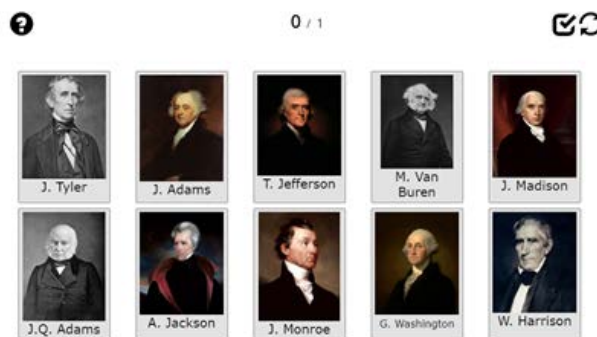 ?
0 / 1
J. Tyler
J. Adams
T. Jefferson
M. Van
Buren
J. Madison
J.Q. Adams
A. Jackson
J. Monroe
G. Washington
W. Harrison